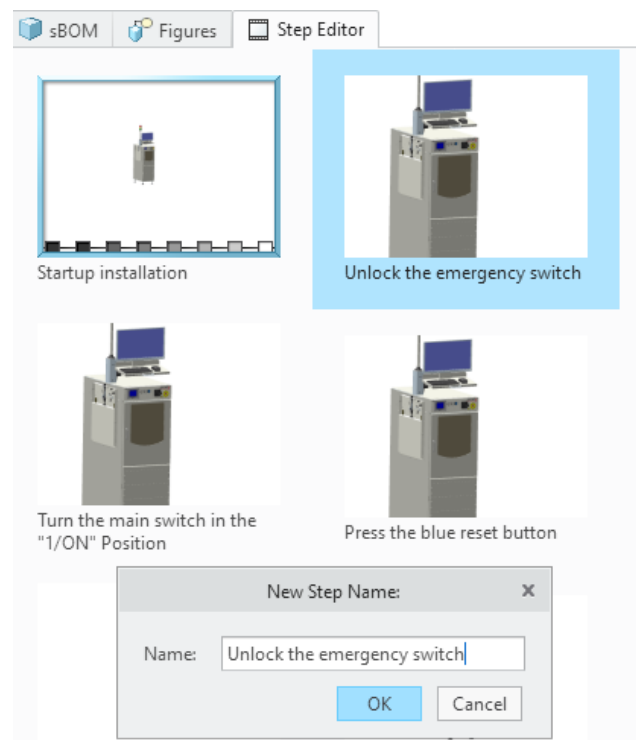 sBOM
Figures
Step Editor
Startup installation
Unlock the emergency switch
Turn the main switch in the
"1/ON" Position
Press the blue reset button
New Step Name:
x
Name:
Unlock the emergency switch
OK
Cancel